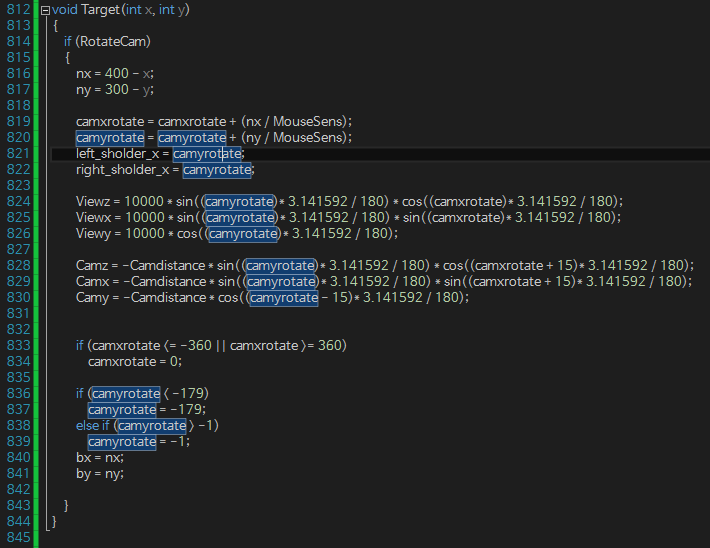 812 void Target(int x, int y)
813 {
814 if (RotateCam)
815 {
816 nx = 400 - x;
817 ny = 300 - y;
818
819 camxrotate = camxrotate + (nx / MouseSens);
820 camyrotate = camyrotate + (ny / MouseSens);
821 left_sholder_x = camyrotate;
822 right_sholder_x = camyrotate;
823
824 Viewz = 10000 * sin((camyrotate)* 3.141592 / 180) * cos((camxrotate)* 3.141592 / 180);
825 Viewx = 10000 * sin((camyrotate)* 3.141592 / 180) * sin((camxrotate)* 3.141592 / 180);
826 Viewy = 10000 * cos((camyrotate)* 3.141592 / 180);
827
828 Camz = -Camdistance * sin((camyrotate)* 3.141592 / 180) * cos((camxrotate + 15)* 3.141592 / 180);
829 Camx = -Camdistance * sin((camyrotate)* 3.141592 / 180) * sin((camxrotate + 15)* 3.141592 / 180);
830 Camy = -Camdistance * cos((camyrotate - 15)* 3.141592 / 180);
831
832
833 if (camxrotate <= -360 || camxrotate >= 360)
834 camxrotate = 0;
835
836 if (camyrotate < -179)
837 camyrotate = -179;
838 else if (camyrotate > -1)
839 camyrotate = -1;
840 bx = nx;
841 by = ny;
842
843 }
844 }
845